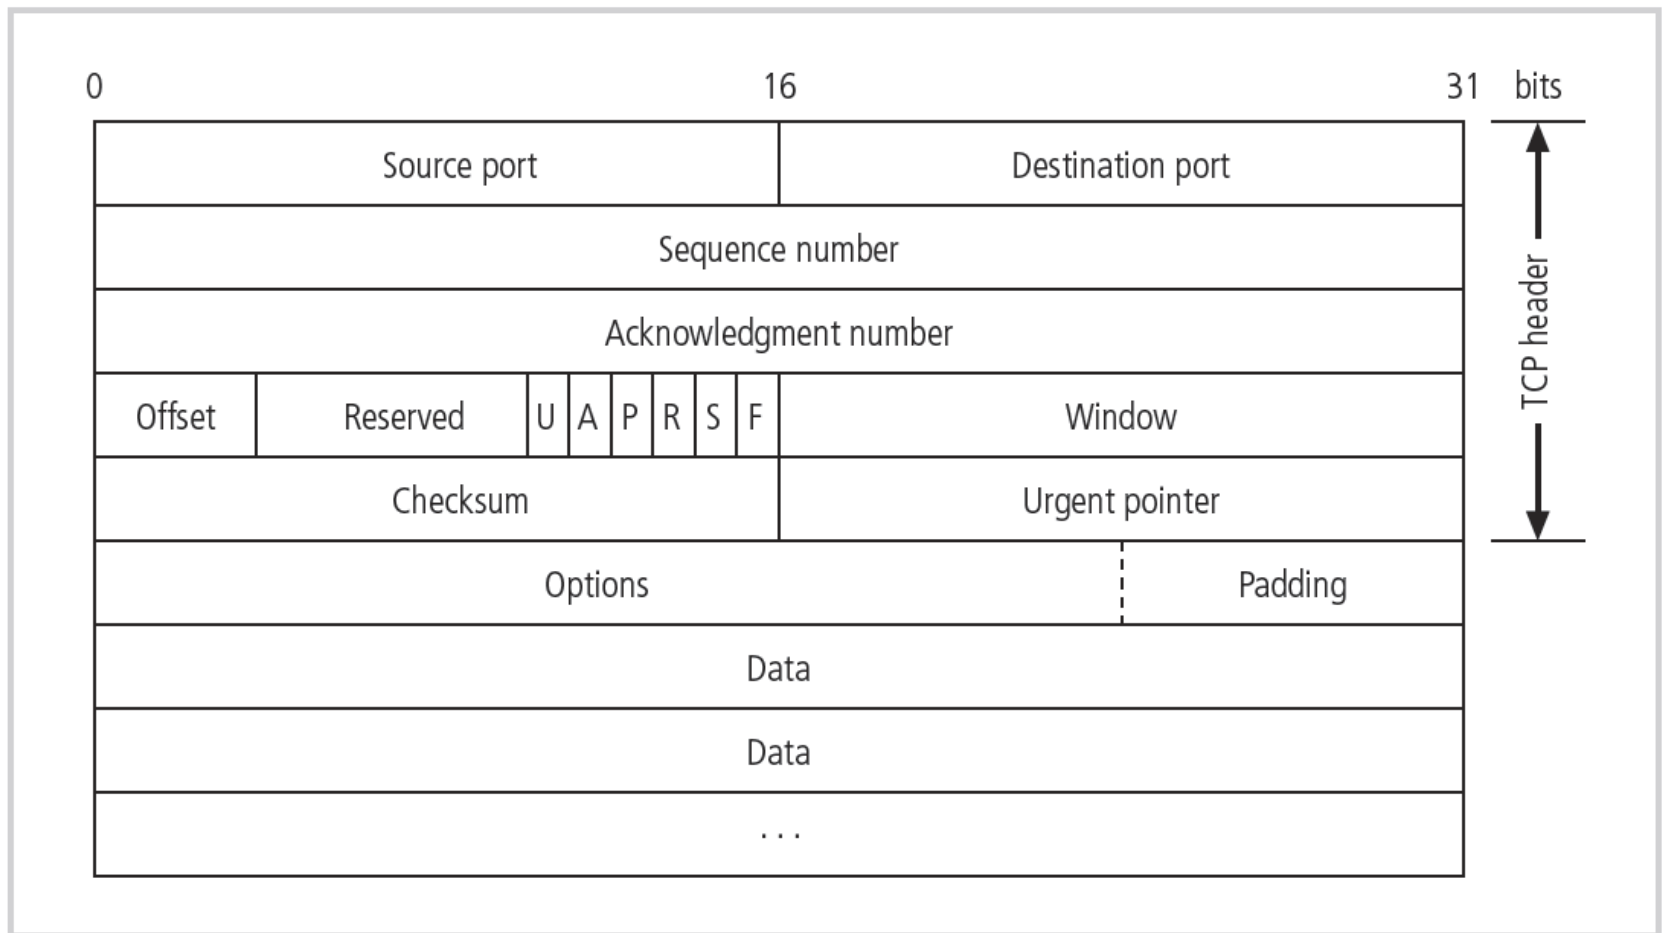 0 16 31 bits
Source port Destination port
Sequence number
Acknowledgment number
Offset Reserved U A P R S F Window
Checksum Urgent pointer
Options Padding
Data
Data
. . .
TCP header